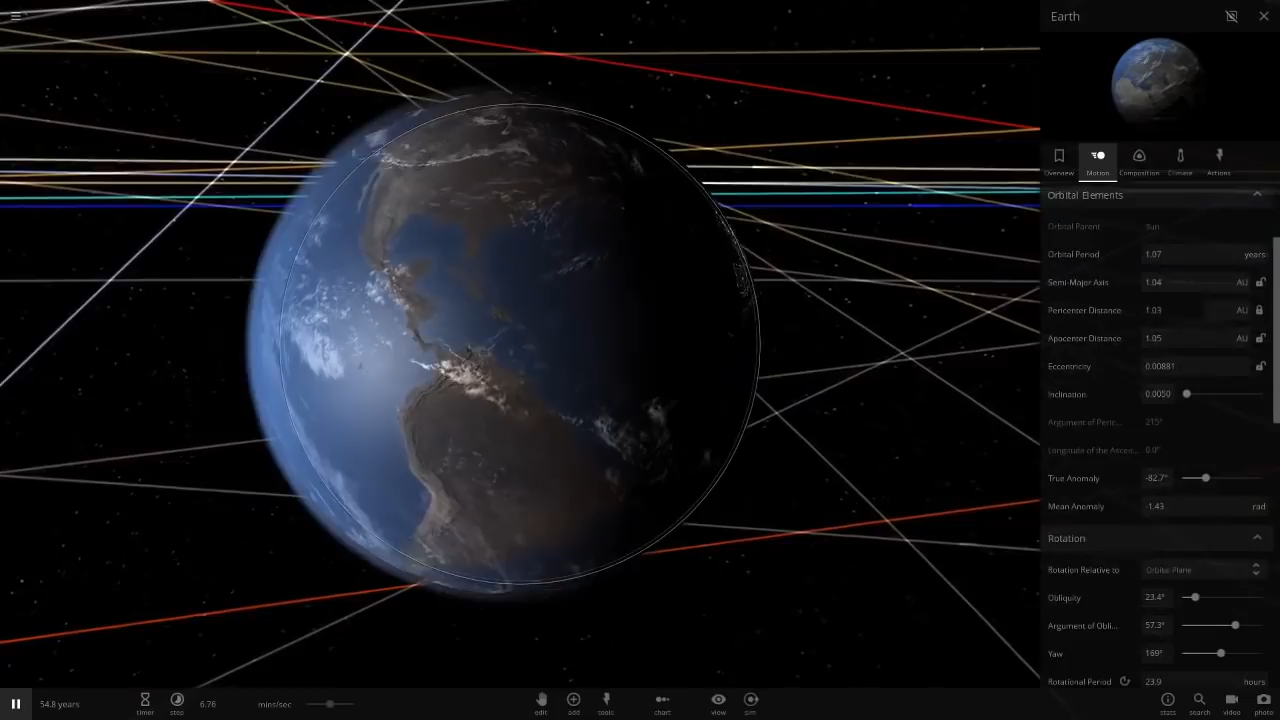 Earth
Overview Motion Composition Climate Actions
Orbital Elements
Orbital Parent Sun
Orbital Period 1.07 years
Semi-Major Axis 1.04 AU
Pericenter Distance 1.03 AU
Apocenter Distance 1.05 AU
Eccentricity 0.00881
Inclination 0.0050
Argument of Peric... 215°
Longitude of the Ascen... 0.0°
True Anomaly -82.7°
Mean Anomaly -1.43 rad
Rotation
Rotation Relative to Orbital Plane
Obliquity 23.4°
Argument of Obli... 57.3°
Yaw 169°
Rotational Period 23.9 hours
54.8 years timer step 6.76 mins/sec edit add tools chart view sim stats search video photo